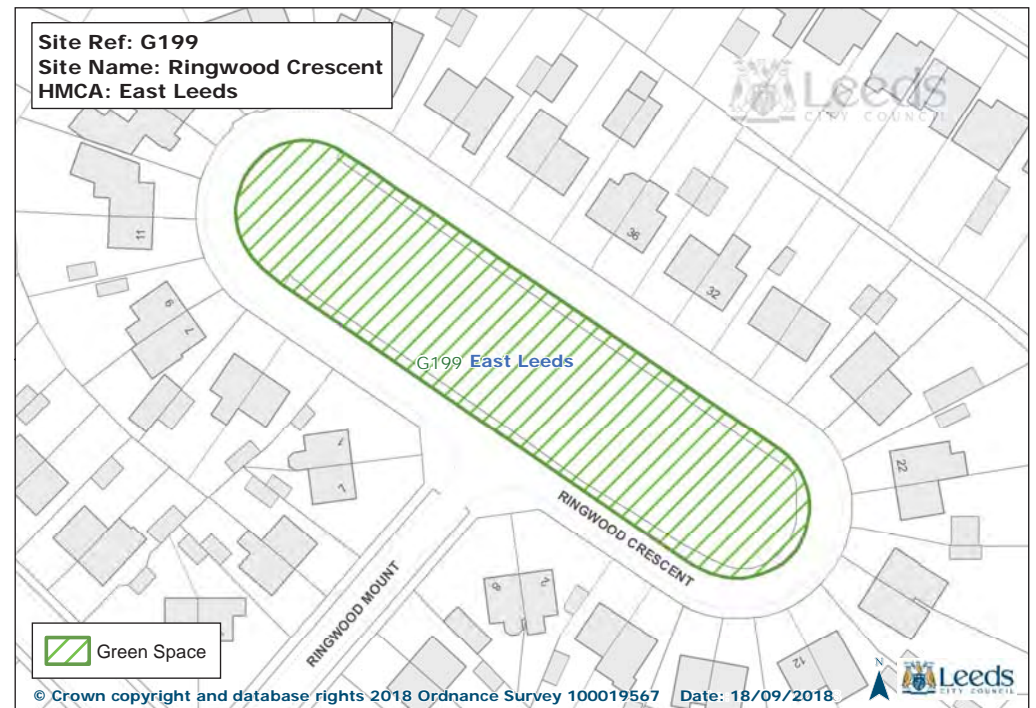 Site Ref: G199
Site Name: Ringwood Crescent
HMCA: East Leeds
Leeds
CITY COUNCIL
11
36
9
7
32
G199 East Leeds
22
7
RINGWOOD CRESCENT
RINGWOOD MOUNT
8
12
Green Space
N
Leeds
CITY COUNCIL
© Crown copyright and database rights 2018 Ordnance Survey 100019567 Date: 18/09/2018